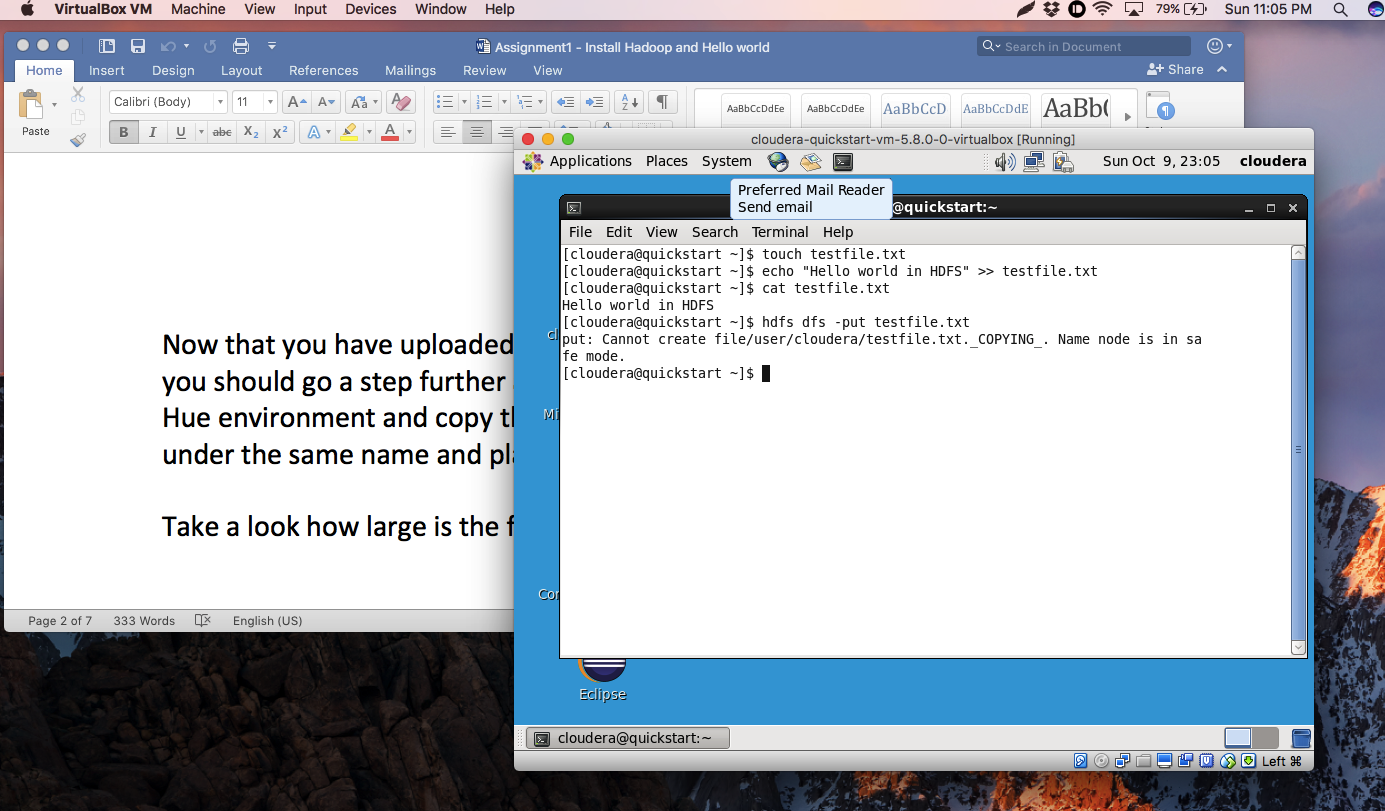 VirtualBox VM Machine View Input Devices Window Help 79% Sun 11:05 PM
Assignment1 - Install Hadoop and Hello world
Search in Document
Home Insert Design Layout References Mailings Review View
Share
Paste
Calibri (Body) 11
B I U abc X2 X2
AaBbCcDdEe AaBbCcDdEe AaBbCcD AaBbCcDdE AaBb(
Now that you have uploaded
you should go a step further
Hue environment and copy th
under the same name and pla
Take a look how large is the f
Page 2 of 7 333 Words English (US)
cloudera-quickstart-vm-5.8.0-0-virtualbox [Running]
Applications Places System Sun Oct 9, 23:05 cloudera
Preferred Mail Reader
Send email
@quickstart:~
File Edit View Search Terminal Help
[cloudera@quickstart ~]$ touch testfile.txt
[cloudera@quickstart ~]$ echo "Hello world in HDFS" >> testfile.txt
[cloudera@quickstart ~]$ cat testfile.txt
Hello world in HDFS
[cloudera@quickstart ~]$ hdfs dfs -put testfile.txt
put: Cannot create file/user/cloudera/testfile.txt._COPYING_. Name node is in sa
fe mode.
[cloudera@quickstart ~]$
cl
Mi
Cor
Eclipse
cloudera@quickstart:~
Left ⌘